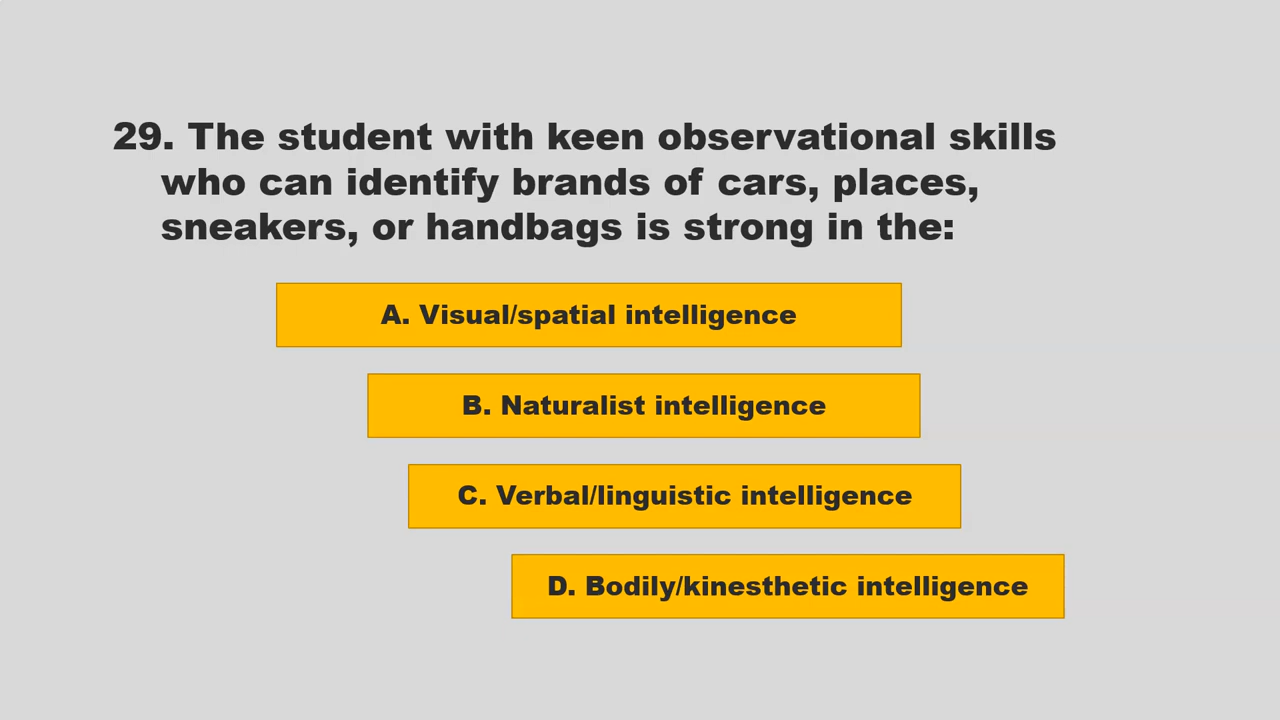 29. The student with keen observational skills
who can identify brands of cars, places,
sneakers, or handbags is strong in the:
A. Visual/spatial intelligence
B. Naturalist intelligence
C. Verbal/linguistic intelligence
D. Bodily/kinesthetic intelligence